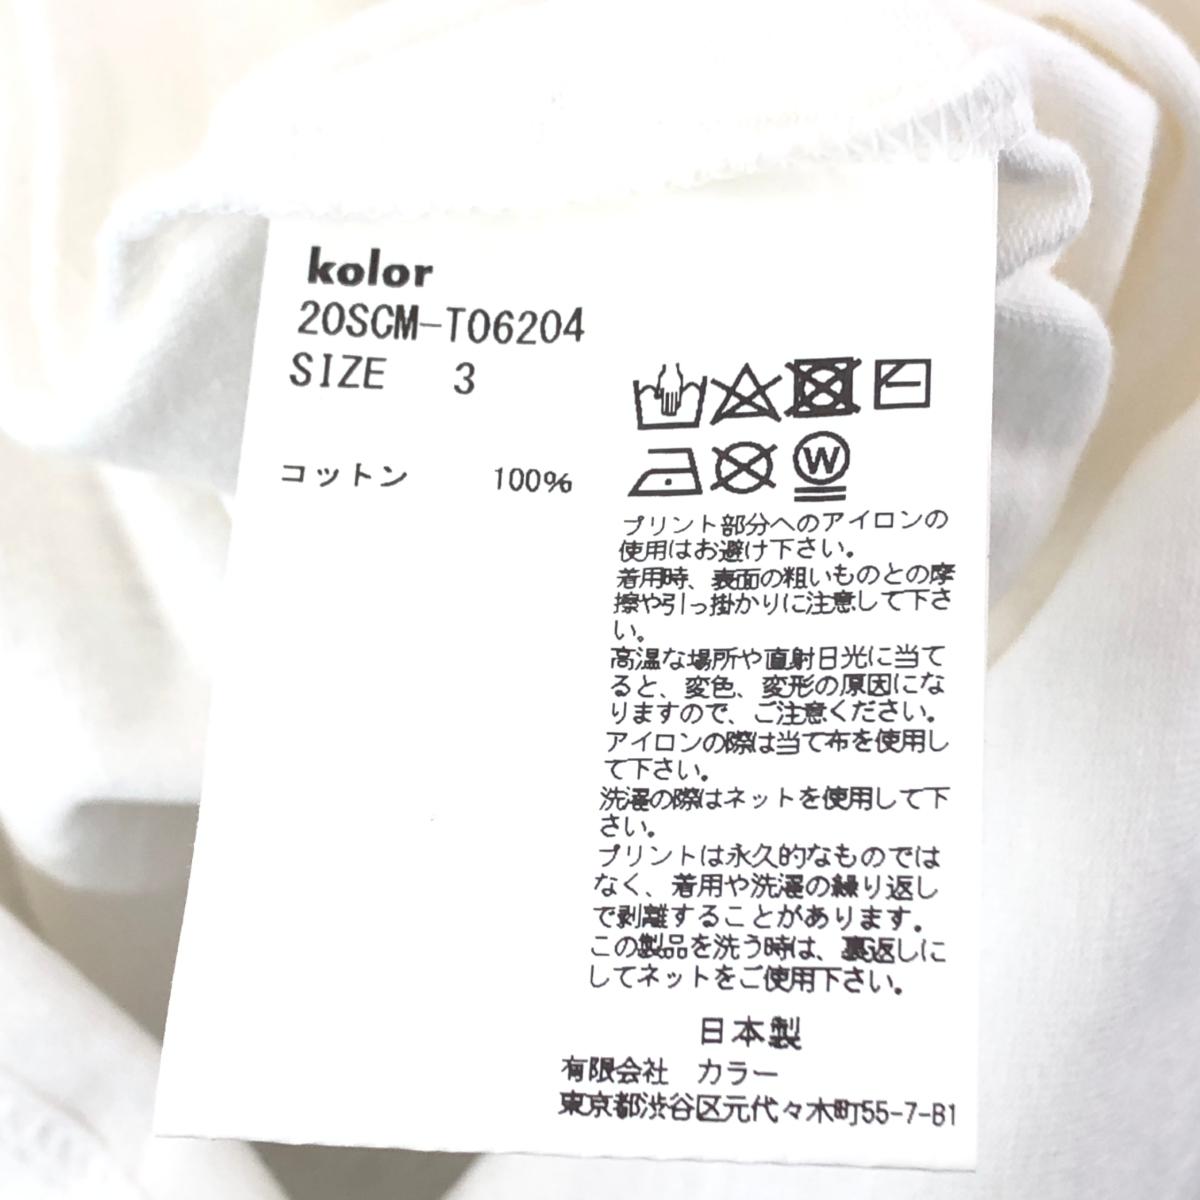 kolor
20SCM-T06204
SIZE 3
コットン 100%
W
プリント部分へのアイロンの
使用はお避け下さい。
着用時、表面の粗いものとの摩
擦や引っ掛かりに注意して下さ
い。
高温な場所や直射日光に当て
ると、変色、変形の原因にな
りますので、ご注意ください。
アイロンの際は当て布を使用し
て下さい。
洗濯の際はネットを使用して下
さい。
プリントは永久的なものでは
なく、着用や洗濯の繰り返し
で剥離することがあります。
この製品を洗う時は、裏返しに
してネットをご使用下さい。
日本製
有限会社 カラー
東京都渋谷区元代々木町55-7-B1